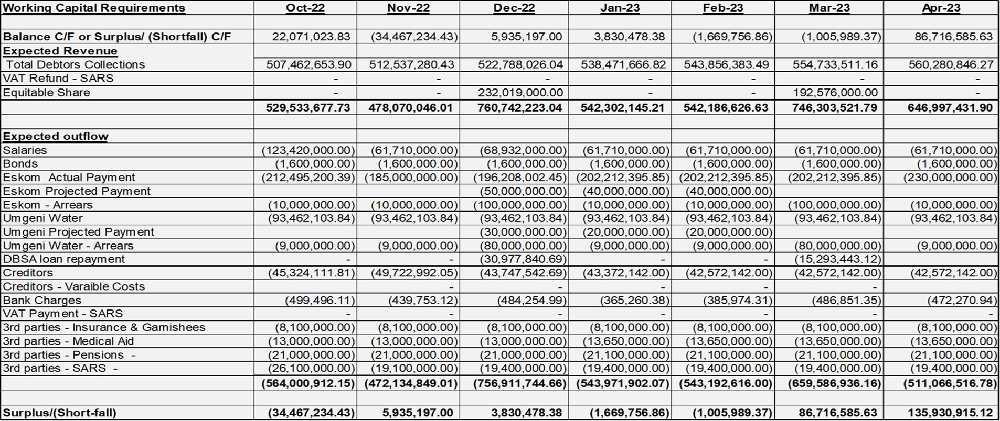 Working Capital Requirements Oct-22 Nov-22 Dec-22 Jan-23 Feb-23 Mar-23 Apr-23
Balance C/F or Surplus/ (Shortfall) C/F 22,071,023.83 (34,467,234.43) 5,935,197.00 3,830,478.38 (1,669,756.86) (1,005,989.37) 86,716,585.63
Expected Revenue
Total Debtors Collections 507,462,653.90 512,537,280.43 522,788,026.04 538,471,666.82 543,856,383.49 554,733,511.16 560,280,846.27
VAT Refund - SARS - - - - - - -
Equitable Share - - 232,019,000.00 - - 192,576,000.00 -
529,533,677.73 478,070,046.01 760,742,223.04 542,302,145.21 542,186,626.63 746,303,521.79 646,997,431.90
Expected outflow
Salaries (123,420,000.00) (61,710,000.00) (68,932,000.00) (61,710,000.00) (61,710,000.00) (61,710,000.00) (61,710,000.00)
Bonds (1,600,000.00) (1,600,000.00) (1,600,000.00) (1,600,000.00) (1,600,000.00) (1,600,000.00) (1,600,000.00)
Eskom Actual Payment (212,495,200.39) (185,000,000.00) (196,208,002.45) (202,212,395.85) (202,212,395.85) (202,212,395.85) (230,000,000.00)
Eskom Projected Payment (50,000,000.00) (40,000,000.00) (40,000,000.00)
Eskom - Arrears (10,000,000.00) (10,000,000.00) (100,000,000.00) (10,000,000.00) (10,000,000.00) (100,000,000.00) (10,000,000.00)
Umgeni Water (93,462,103.84) (93,462,103.84) (93,462,103.84) (93,462,103.84) (93,462,103.84) (93,462,103.84) (93,462,103.84)
Umgeni Projected Payment (30,000,000.00) (20,000,000.00) (20,000,000.00)
Umgeni Water - Arrears (9,000,000.00) (9,000,000.00) (80,000,000.00) (9,000,000.00) (9,000,000.00) (80,000,000.00) (9,000,000.00)
DBSA loan repayment - - (30,977,840.69) - - (15,293,443.12)
Creditors (45,324,111.81) (49,722,992.05) (43,747,542.69) (43,372,142.00) (42,572,142.00) (42,572,142.00) (42,572,142.00)
Creditors - Varaible Costs - - - - -
Bank Charges (499,496.11) (439,753.12) (484,254.99) (365,260.38) (385,974.31) (486,851.35) (472,270.94)
VAT Payment - SARS - - - - - - -
3rd parties - Insurance & Garnishees (8,100,000.00) (8,100,000.00) (8,100,000.00) (8,100,000.00) (8,100,000.00) (8,100,000.00) (8,100,000.00)
3rd parties - Medical Aid (13,000,000.00) (13,000,000.00) (13,000,000.00) (13,650,000.00) (13,650,000.00) (13,650,000.00) (13,650,000.00)
3rd parties - Pensions - (21,000,000.00) (21,000,000.00) (21,000,000.00) (21,100,000.00) (21,100,000.00) (21,100,000.00) (21,100,000.00)
3rd parties - SARS - (26,100,000.00) (19,100,000.00) (19,400,000.00) (19,400,000.00) (19,400,000.00) (19,400,000.00) (19,400,000.00)
(564,000,912.15) (472,134,849.01) (756,911,744.66) (543,971,902.07) (543,192,616.00) (659,586,936.16) (511,066,516.78)
Surplus/(Short-fall) (34,467,234.43) 5,935,197.00 3,830,478.38 (1,669,756.86) (1,005,989.37) 86,716,585.63 135,930,915.12